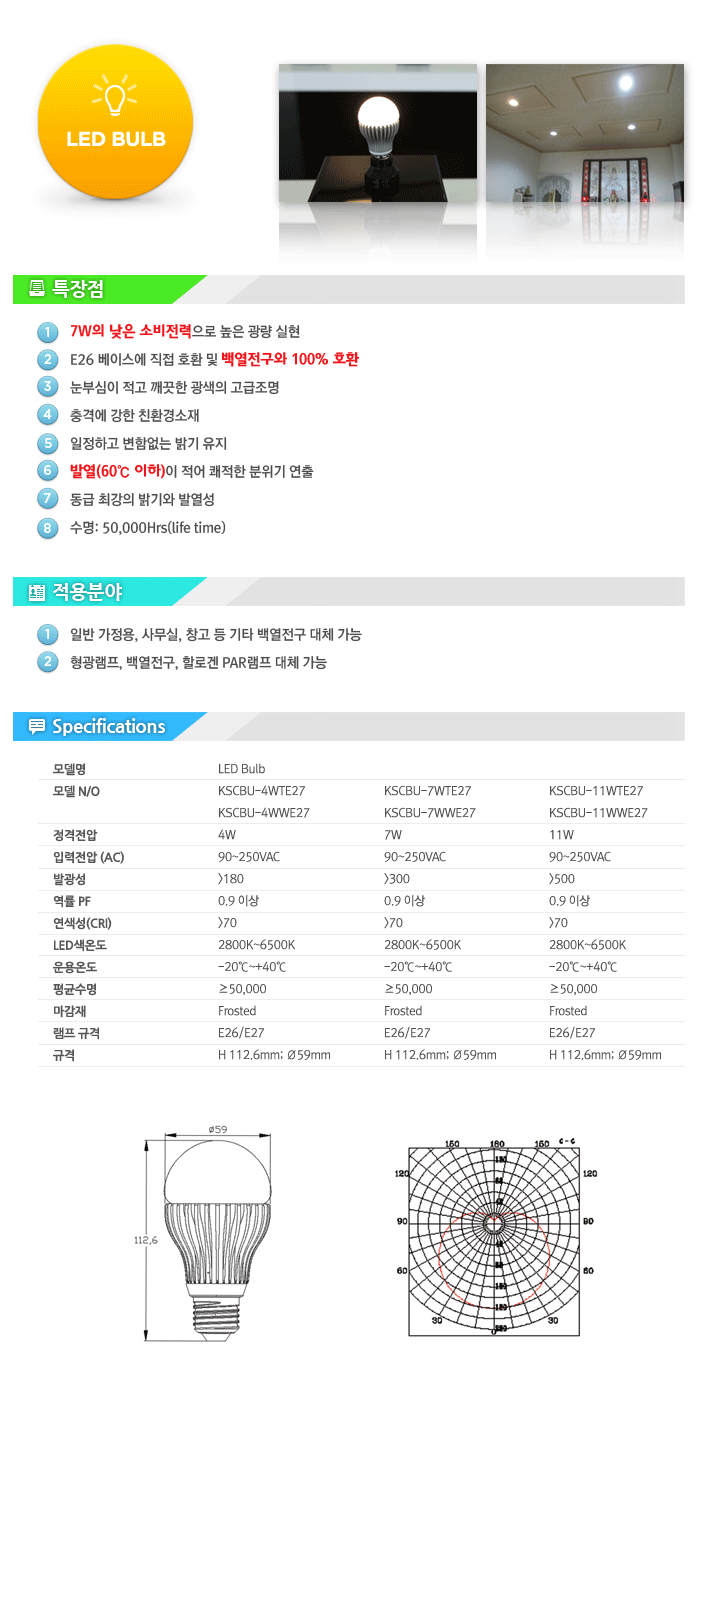 LED BULB
특장점
1 7W의 낮은 소비전력으로 높은 광량 실현
2 E26 베이스에 직접 호환 및 백열전구와 100% 호환
3 눈부심이 적고 깨끗한 광색의 고급조명
4 충격에 강한 친환경소재
5 일정하고 변함없는 밝기 유지
6 발열(60℃ 이하)이 적어 쾌적한 분위기 연출
7 동급 최강의 밝기와 발열성
8 수명: 50,000Hrs(life time)
적용분야
1 일반 가정용, 사무실, 창고 등 기타 백열전구 대체 가능
2 형광램프, 백열전구, 할로겐 PAR램프 대체 가능
Specifications
모델명 LED Bulb
모델 N/O KSCBU-4WTE27 KSCBU-7WTE27 KSCBU-11WTE27
KSCBU-4WWE27 KSCBU-7WWE27 KSCBU-11WWE27
정격전압 4W 7W 11W
입력전압 (AC) 90~250VAC 90~250VAC 90~250VAC
발광성 >180 >300 >500
역률 PF 0.9 이상 0.9 이상 0.9 이상
연색성(CRI) >70 >70 >70
LED색온도 2800K~6500K 2800K~6500K 2800K~6500K
운용온도 -20℃~+40℃ -20℃~+40℃ -20℃~+40℃
평균수명 ≥50,000 ≥50,000 ≥50,000
마감재 Frosted Frosted Frosted
램프 규격 E26/E27 E26/E27 E26/E27
규격 H 112.6mm; Ø59mm H 112.6mm; Ø59mm H 112.6mm; Ø59mm
ø59
112,6
150 180 150 C-C
120 120
90 90
60 60
30 30
0